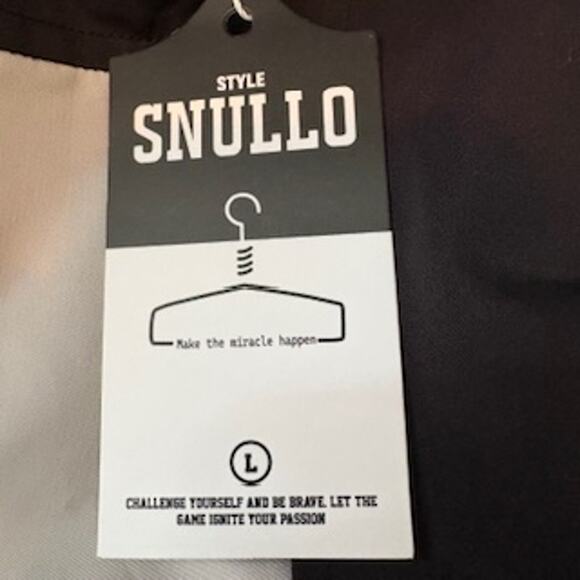 STYLE
SNULLO
Make the miracle happen
L
CHALLENGE YOURSELF AND BE BRAVE. LET THE
GAME IGNITE YOUR PASSION